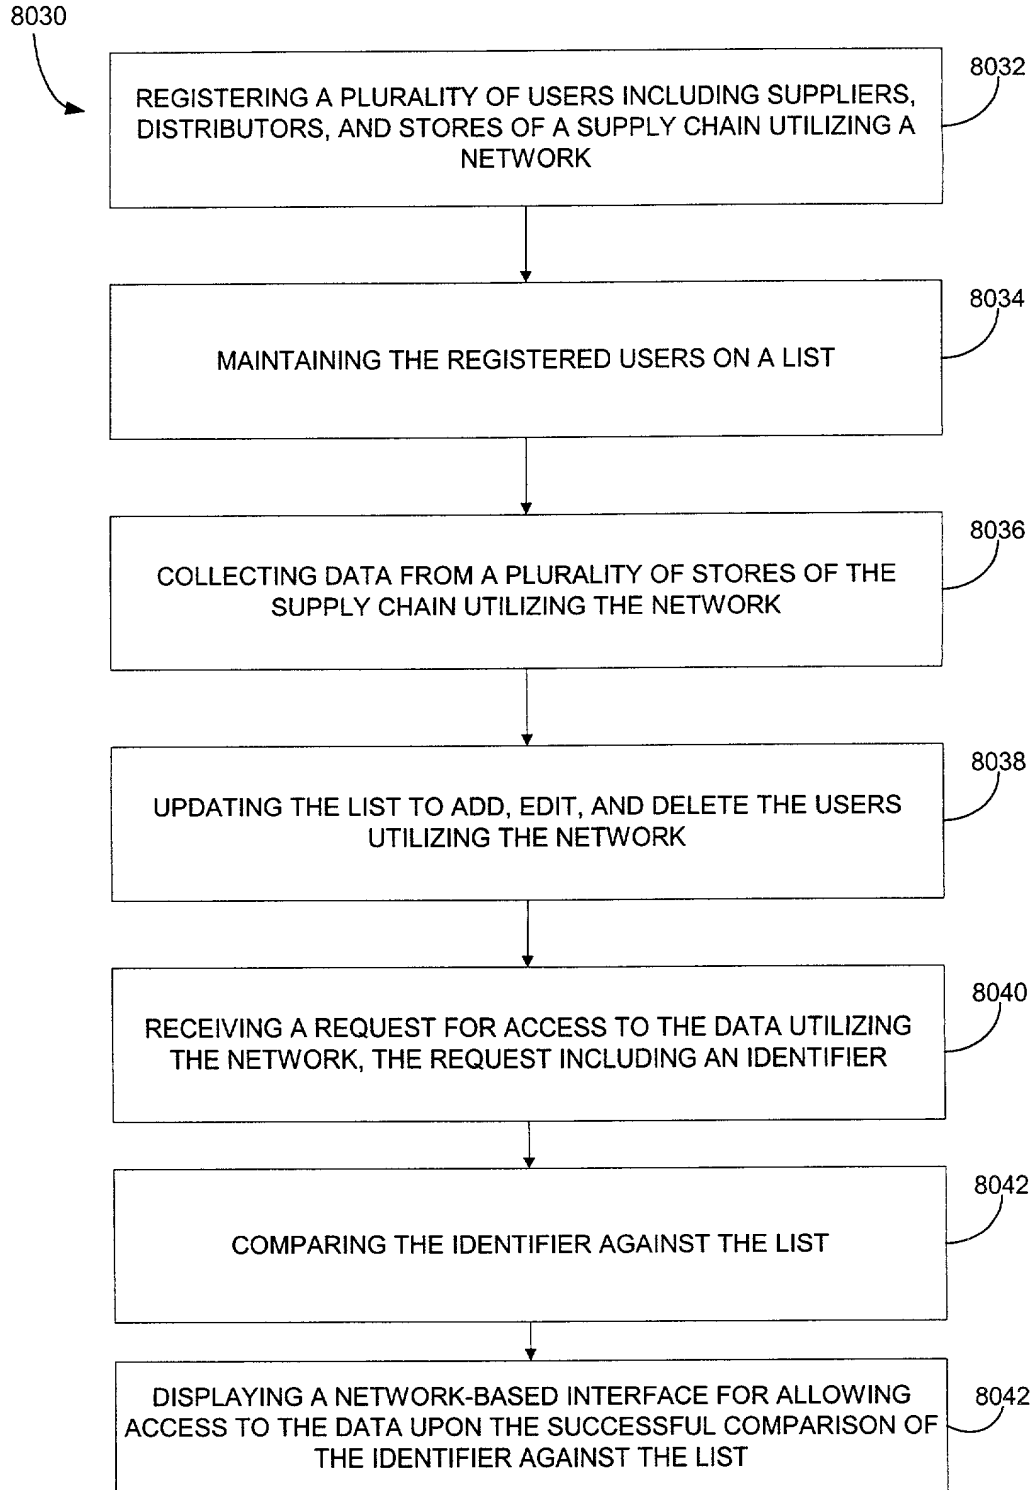 8030
8032
REGISTERING A PLURALITY OF USERS INCLUDING SUPPLIERS,
DISTRIBUTORS, AND STORES OF A SUPPLY CHAIN UTILIZING A
NETWORK
8034
MAINTAINING THE REGISTERED USERS ON A LIST
8036
COLLECTING DATA FROM A PLURALITY OF STORES OF THE
SUPPLY CHAIN UTILIZING THE NETWORK
8038
UPDATING THE LIST TO ADD, EDIT, AND DELETE THE USERS
UTILIZING THE NETWORK
8040
RECEIVING A REQUEST FOR ACCESS TO THE DATA UTILIZING
THE NETWORK, THE REQUEST INCLUDING AN IDENTIFIER
8042
COMPARING THE IDENTIFIER AGAINST THE LIST
8042
DISPLAYING A NETWORK-BASED INTERFACE FOR ALLOWING
ACCESS TO THE DATA UPON THE SUCCESSFUL COMPARISON OF
THE IDENTIFIER AGAINST THE LIST